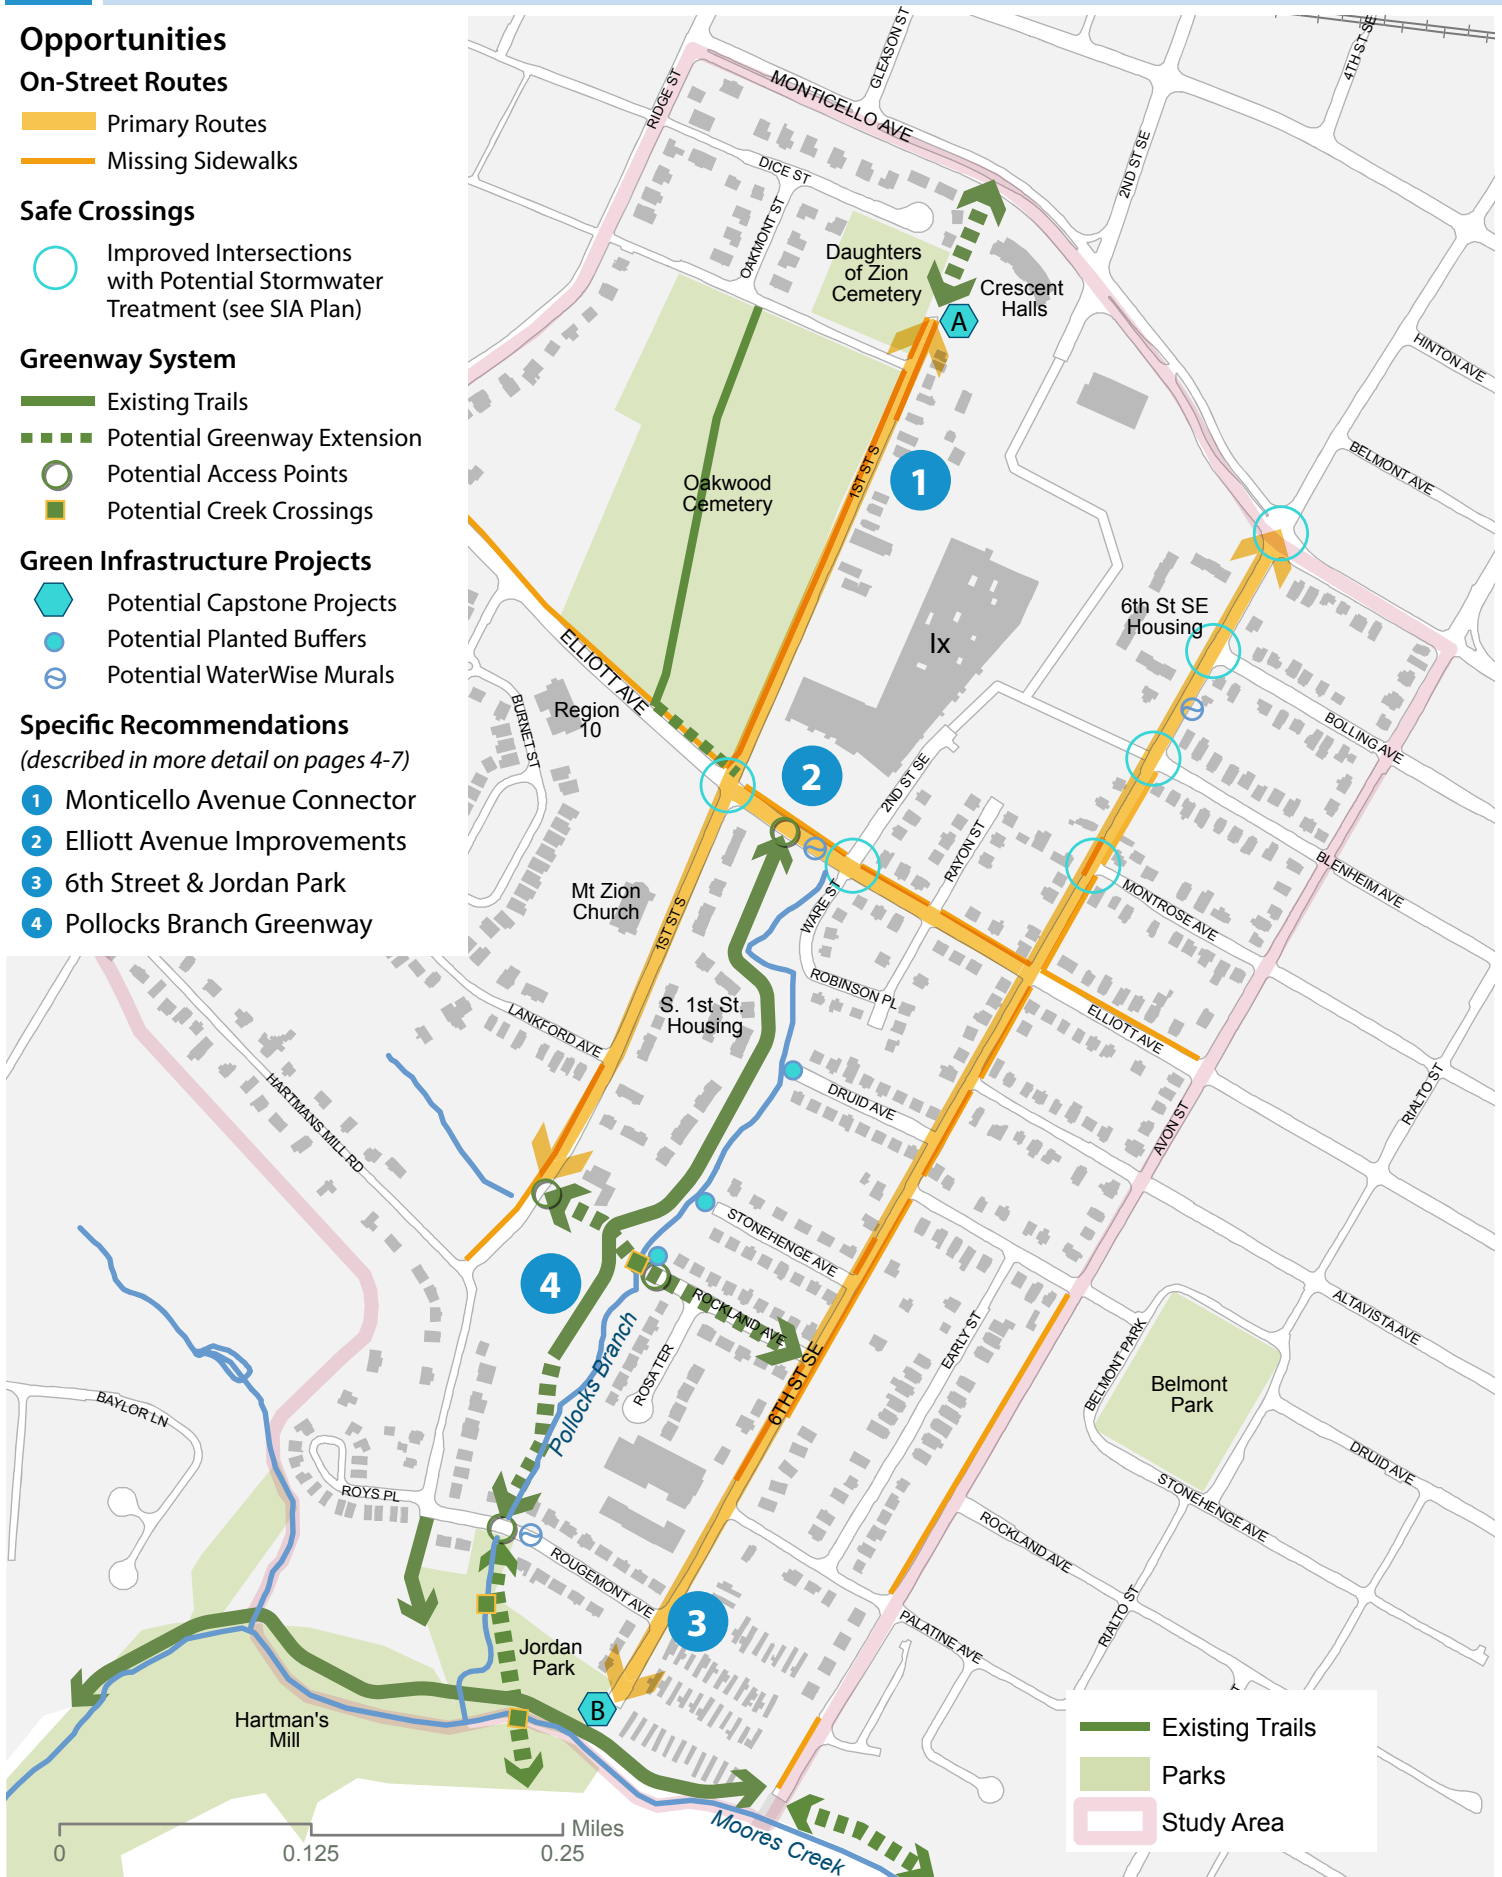 Opportunities
On-Street Routes
Primary Routes
Missing Sidewalks
Safe Crossings
Improved Intersections
with Potential Stormwater
Treatment (see SIA Plan)
Greenway System
Existing Trails
Potential Greenway Extension
Potential Access Points
Potential Creek Crossings
Green Infrastructure Projects
Potential Capstone Projects
Potential Planted Buffers
Potential WaterWise Murals
Specific Recommendations
(described in more detail on pages 4-7)
1 Monticello Avenue Connector
2 Elliott Avenue Improvements
3 6th Street & Jordan Park
4 Pollocks Branch Greenway
RIDGE ST
MONTICELLO AVE
GLEASON ST
4TH ST SE
2ND ST SE
DICE ST
OAKMONT ST
Daughters
of Zion
Cemetery
Crescent
Halls
A
HINTON AVE
BELMONT AVE
1ST ST S
1
Oakwood
Cemetery
Ix
6th St SE
Housing
ELLIOTT AVE
Region
10
BURNET ST
2
2ND ST SE
BOLLING AVE
RAYON ST
BLENHEIM AVE
MONTROSE AVE
Mt Zion
Church
1ST ST S
WARE ST
ROBINSON PL
S. 1st St.
Housing
LANKFORD AVE
ELLIOTT AVE
HARTMANS MILL RD
DRUID AVE
AVON ST
RIALTO ST
STONEHENGE AVE
4
ROCKLAND AVE
ROSA TER
Pollocks Branch
6TH ST SE
EARLY ST
BELMONT PARK
Belmont
Park
ALTAVISTA AVE
BAYLOR LN
ROYS PL
DRUID AVE
STONEHENGE AVE
ROCKLAND AVE
ROUGEMONT AVE
3
RIALTO ST
PALATINE AVE
Jordan
Park
B
Hartman's
Mill
Moores Creek
Existing Trails
Parks
Study Area
Miles
0 0.125 0.25